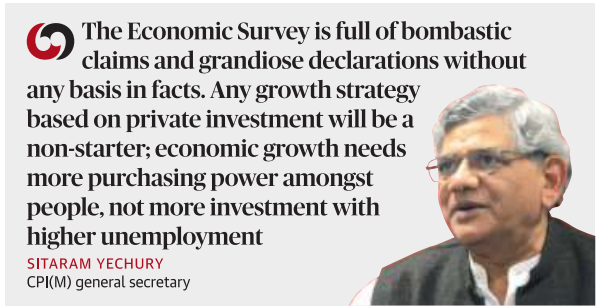 The Economic Survey is full of bombastic
claims and grandiose declarations without
any basis in facts. Any growth strategy
based on private investment will be a
non-starter; economic growth needs
more purchasing power amongst
people, not more investment with
higher unemployment
SITARAM YECHURY
CPI(M) general secretary